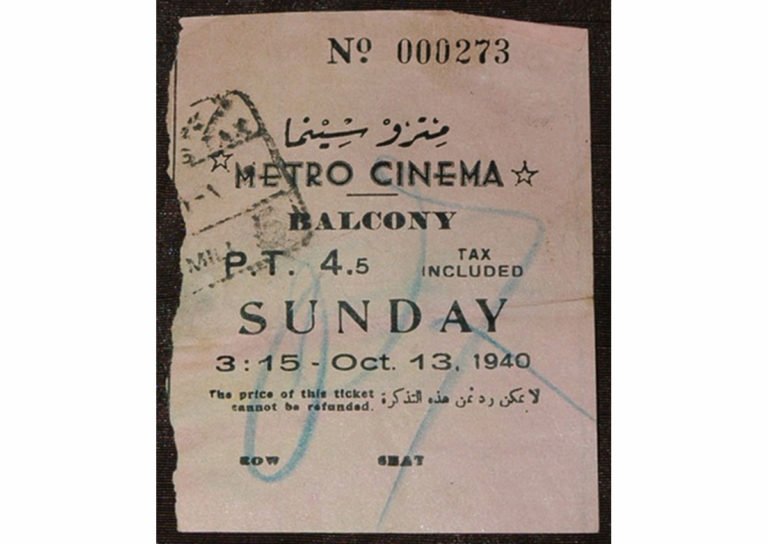 Nº 000273
مترو سينما
METRO CINEMA
BALCONY
P.T. 4.5 TAX INCLUDED
SUNDAY
3:15 - Oct. 13, 1940
The price of this ticket cannot be refunded. لا يمكن رد ثمن هذه التذكرة
ROW SEAT
MILL